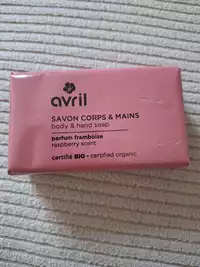 avril
SAVON CORPS & MAINS
body & hand soap
parfum framboise
raspberry scent
certifié BIO - certified organic